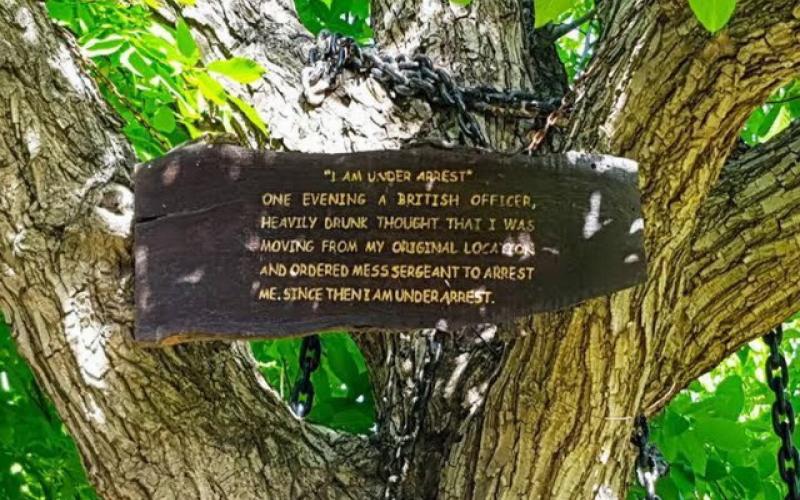 "I AM UNDER ARREST"
ONE EVENING A BRITISH OFFICER,
HEAVILY DRUNK THOUGHT THAT I WAS
MOVING FROM MY ORIGINAL LOCATION
AND ORDERED MESS SERGEANT TO ARREST
ME. SINCE THEN I AM UNDER ARREST.